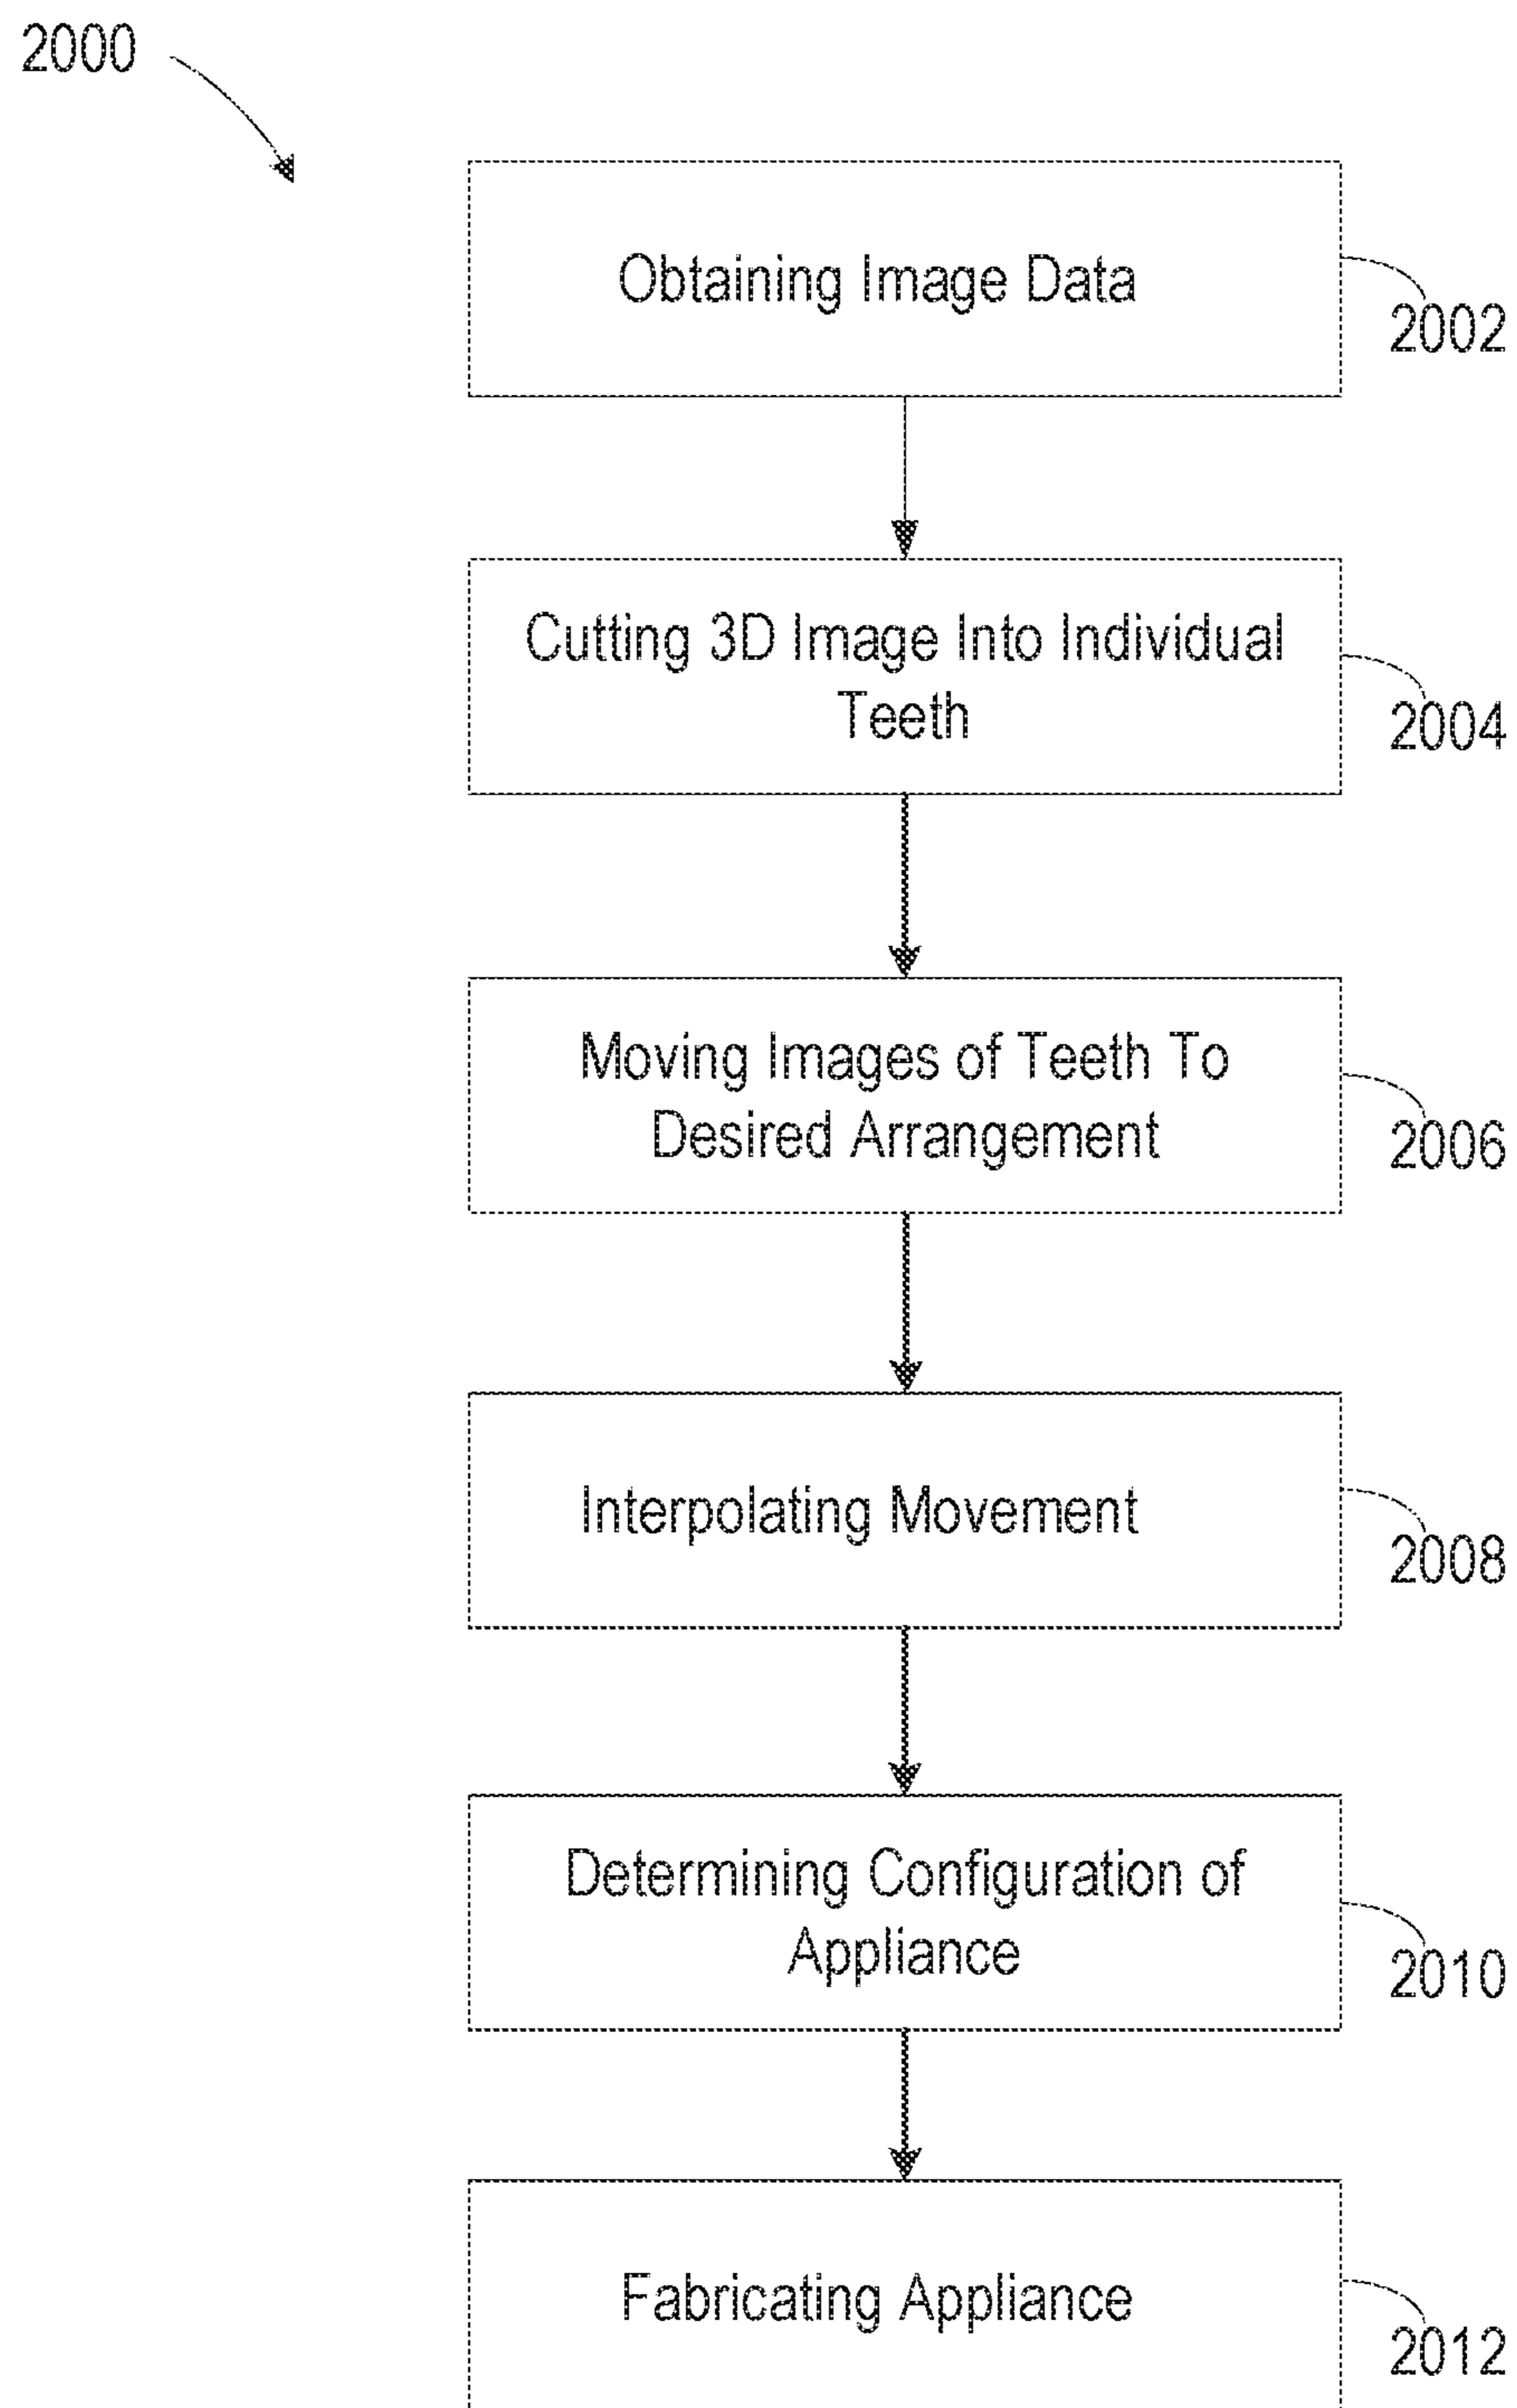 2000
Obtaining Image Data
2002
Cutting 3D Image Into Individual
Teeth
2004
Moving Images of Teeth To
Desired Arrangement
2006
Interpolating Movement
2008
Determining Configuration of
Appliance
2010
Fabricating Appliance
2012